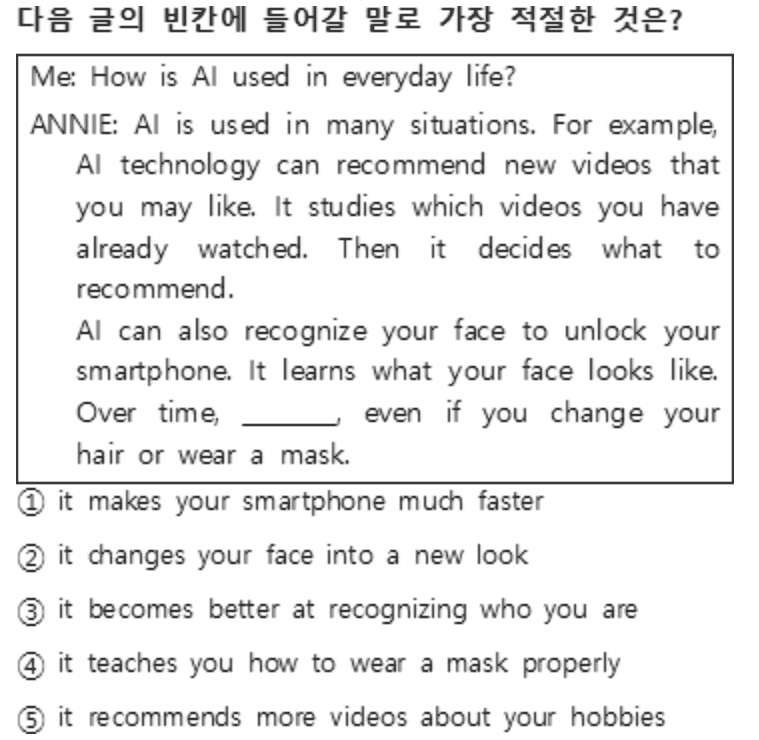 다음 글의 빈칸에 들어갈 말로 가장 적절한 것은?
Me: How is AI used in everyday life?
ANNIE: AI is used in many situations. For example,
AI technology can recommend new videos that
you may like. It studies which videos you have
already watched. Then it decides what to
recommend.
AI can also recognize your face to unlock your
smartphone. It learns what your face looks like.
Over time, ________, even if you change your
hair or wear a mask.
① it makes your smartphone much faster
② it changes your face into a new look
③ it becomes better at recognizing who you are
④ it teaches you how to wear a mask properly
⑤ it recommends more videos about your hobbies